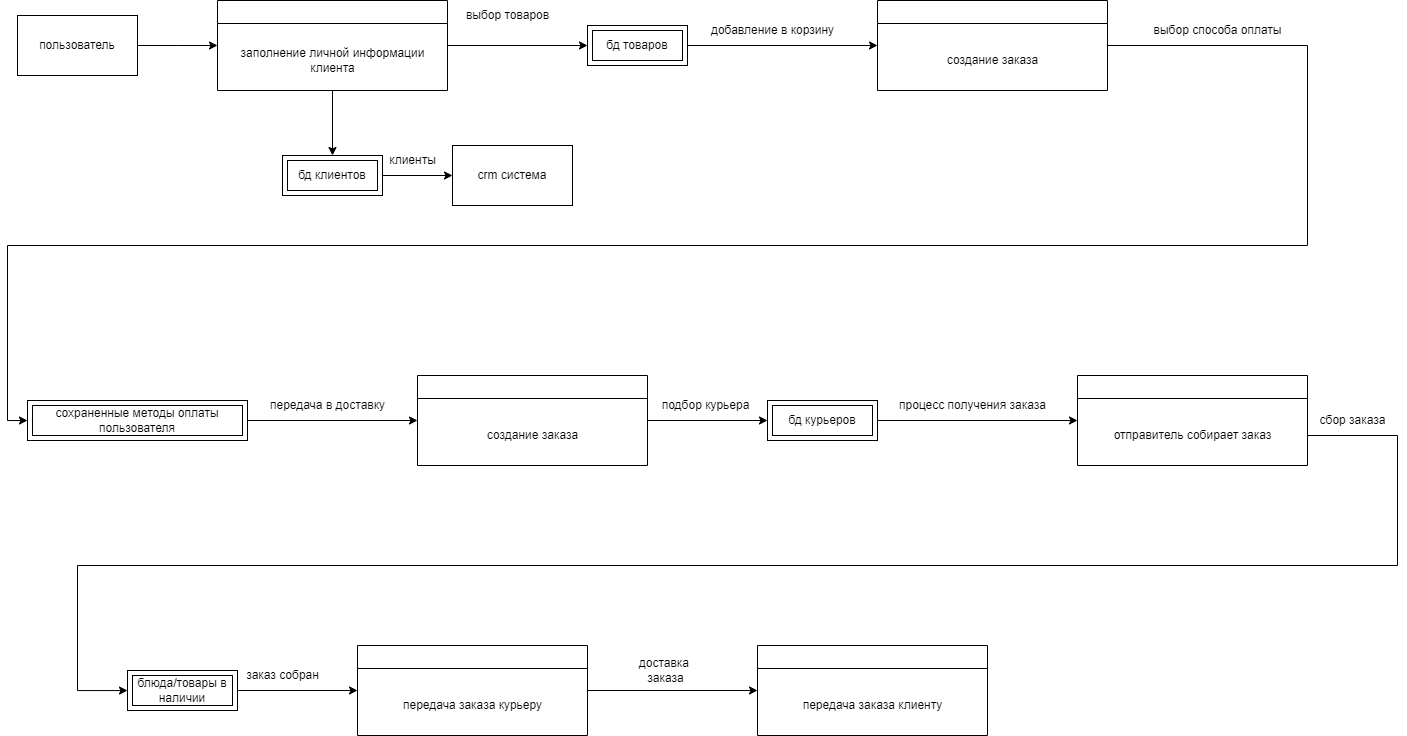 пользователь
заполнение личной информации
клиента
выбор товаров
бд товаров
добавление в корзину
создание заказа
выбор способа оплаты
бд клиентов
клиенты
crm система
сохраненные методы оплаты
пользователя
передача в доставку
создание заказа
подбор курьера
бд курьеров
процесс получения заказа
отправитель собирает заказ
сбор заказа
блюда/товары в
наличии
заказ собран
передача заказа курьеру
доставка
заказа
передача заказа клиенту